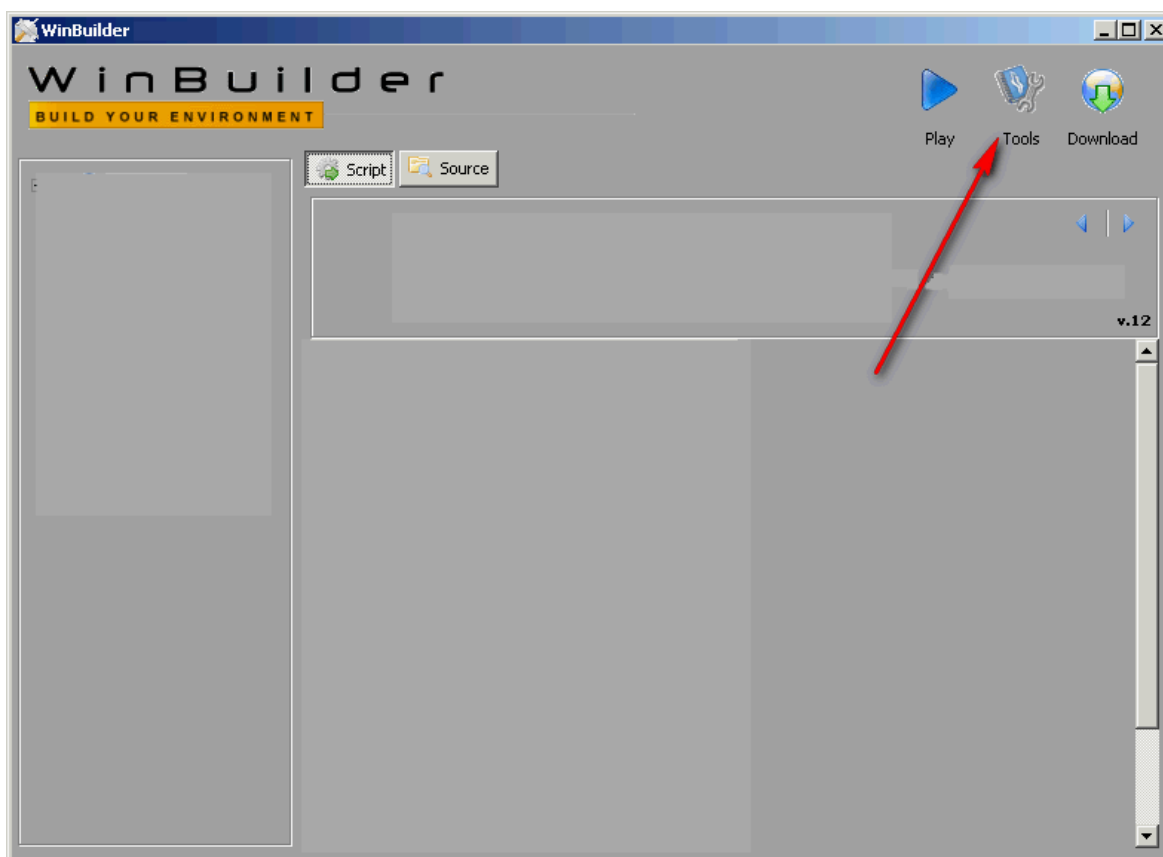 WinBuilder
WinBuilder
BUILD YOUR ENVIRONMENT
Play Tools Download
Script Source
v.12